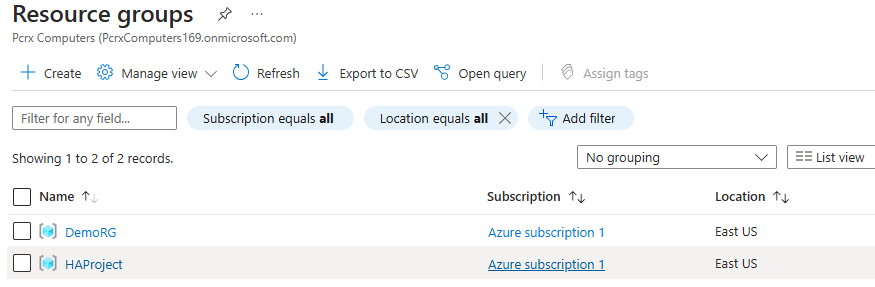 Resource groups
Pcrx Computers (PcrxComputers169.onmicrosoft.com)
Create Manage view Refresh Export to CSV Open query Assign tags
Filter for any field... Subscription equals all Location equals all Add filter
Showing 1 to 2 of 2 records. No grouping List view
Name Subscription Location
DemoRG Azure subscription 1 East US
HAProject Azure subscription 1 East US